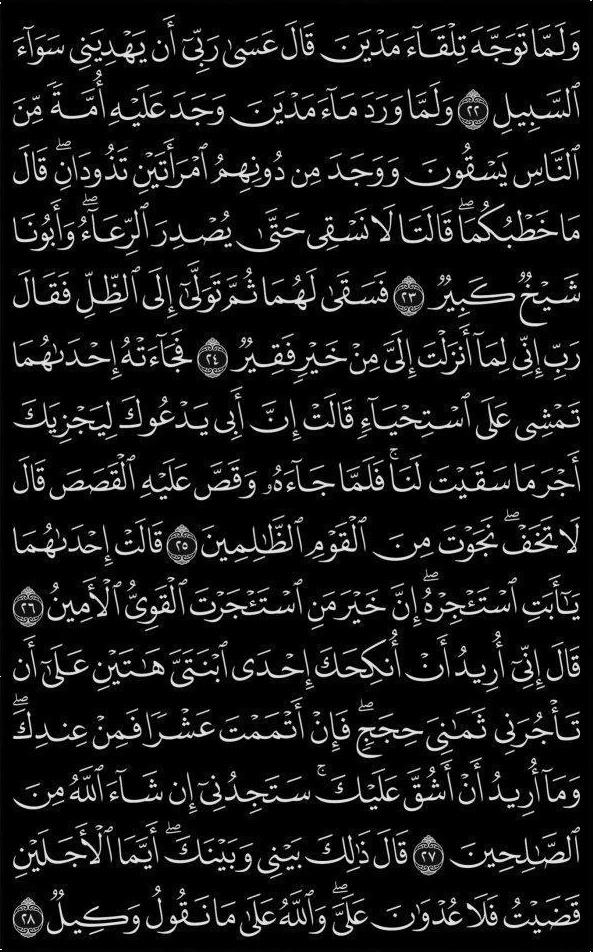 وَلَمَّا تَوَجَّهَ تِلْقَآءَ مَدْيَنَ قَالَ عَسَىٰ رَبِّىٓ أَن يَهْدِيَنِى سَوَآءَ
ٱلسَّبِيلِ ٢٢ وَلَمَّا وَرَدَ مَآءَ مَدْيَنَ وَجَدَ عَلَيْهِ أُمَّةً مِّنَ
ٱلنَّاسِ يَسْقُونَ وَوَجَدَ مِن دُونِهِمُ ٱمْرَأَتَيْنِ تَذُودَانِۖ قَالَ
مَا خَطْبُكُمَاۖ قَالَتَا لَا نَسْقِى حَتَّىٰ يُصْدِرَ ٱلرِّعَآءُۖ وَأَبُونَا
شَيْخٌ كَبِيرٌ ٢٣ فَسَقَىٰ لَهُمَا ثُمَّ تَوَلَّىٰٓ إِلَى ٱلظِّلِّ فَقَالَ
رَبِّ إِنِّى لِمَآ أَنزَلْتَ إِلَىَّ مِنْ خَيْرٍ فَقِيرٌ ٢٤ فَجَآءَتْهُ إِحْدَىٰهُمَا
تَمْشِى عَلَى ٱسْتِحْيَآءٍ قَالَتْ إِنَّ أَبِى يَدْعُوكَ لِيَجْزِيَكَ
أَجْرَ مَا سَقَيْتَ لَنَاۚ فَلَمَّا جَآءَهُۥ وَقَصَّ عَلَيْهِ ٱلْقَصَصَ قَالَ
لَا تَخَفْۖ نَجَوْتَ مِنَ ٱلْقَوْمِ ٱلظَّٰلِمِينَ ٢٥ قَالَتْ إِحْدَىٰهُمَا
يَٰٓأَبَتِ ٱسْتَـْٔجِرْهُۖ إِنَّ خَيْرَ مَنِ ٱسْتَـْٔجَرْتَ ٱلْقَوِىُّ ٱلْأَمِينُ ٢٦
قَالَ إِنِّىٓ أُرِيدُ أَنْ أُنكِحَكَ إِحْدَى ٱبْنَتَىَّ هَٰتَيْنِ عَلَىٰٓ أَن
تَأْجُرَنِى ثَمَٰنِىَ حِجَجٍۖ فَإِنْ أَتْمَمْتَ عَشْرًا فَمِنْ عِندِكَۖ
وَمَآ أُرِيدُ أَنْ أَشُقَّ عَلَيْكَۚ سَتَجِدُنِىٓ إِن شَآءَ ٱللَّهُ مِنَ
ٱلصَّٰلِحِينَ ٢٧ قَالَ ذَٰلِكَ بَيْنِى وَبَيْنَكَۖ أَيَّمَا ٱلْأَجَلَيْنِ
قَضَيْتُ فَلَا عُدْوَٰنَ عَلَىَّۖ وَٱللَّهُ عَلَىٰ مَا نَقُولُ وَكِيلٌ ٢٨